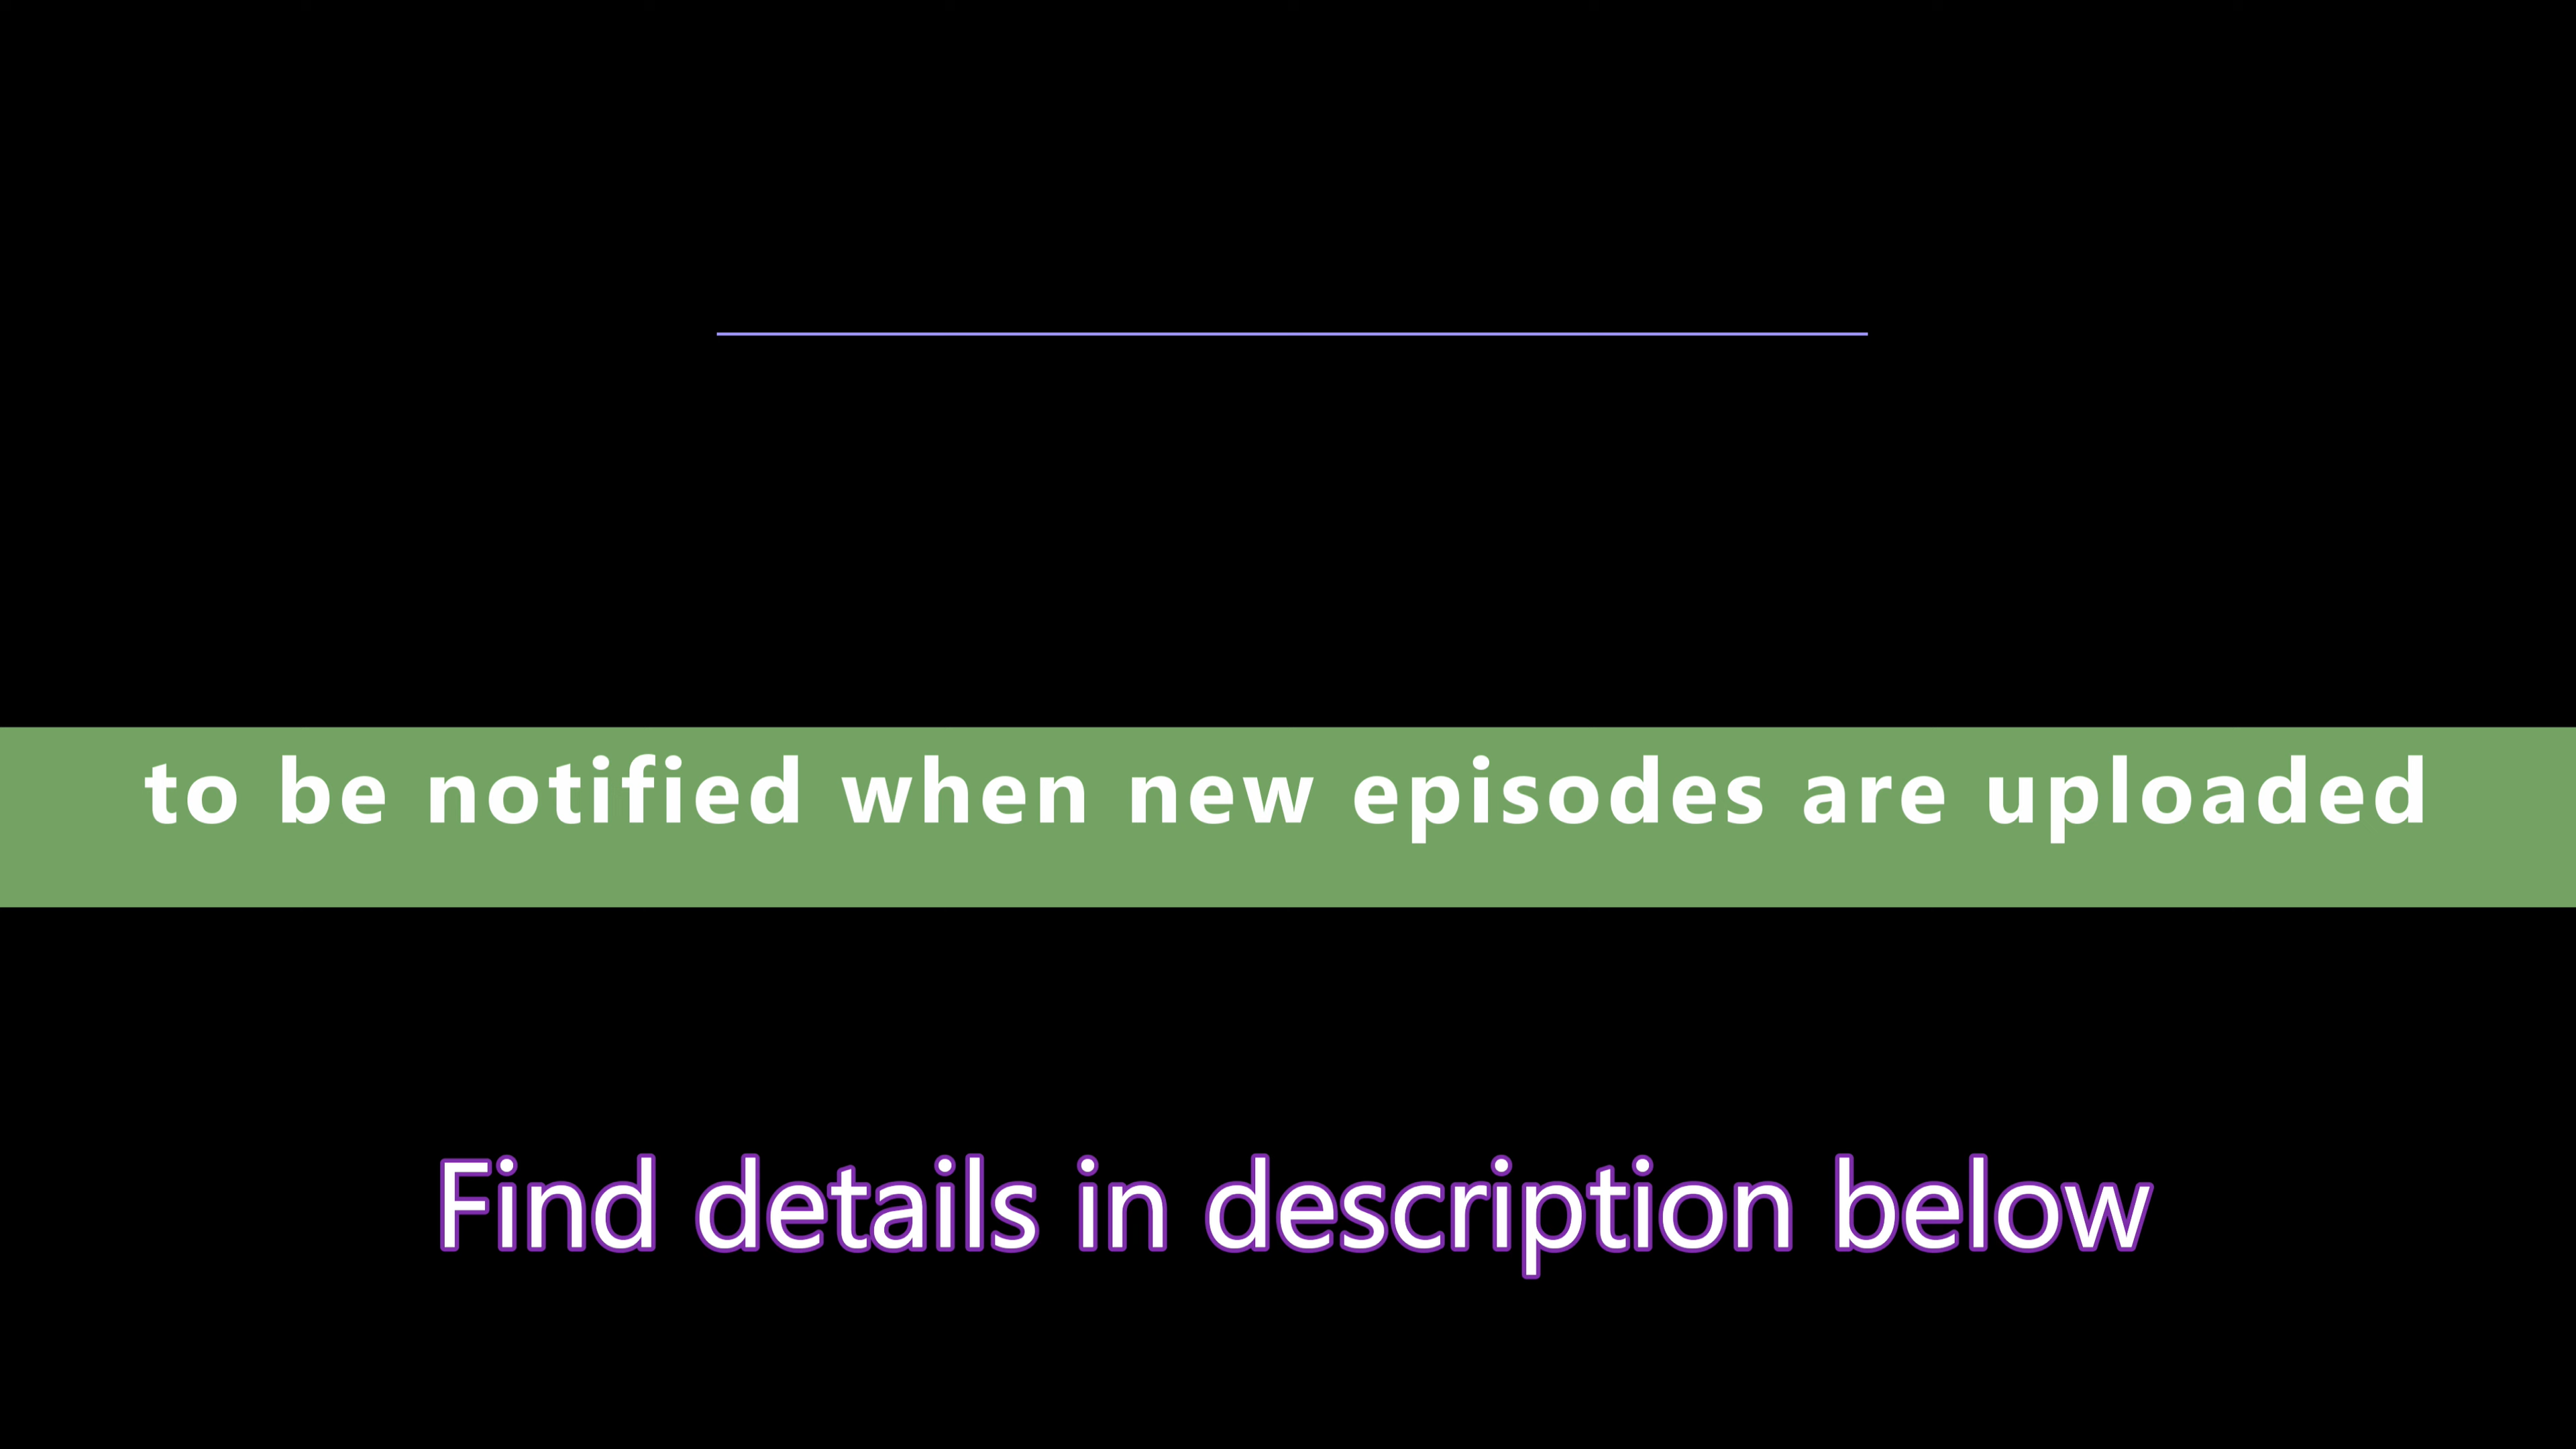 to be notified when new episodes are uploaded
Find details in description below